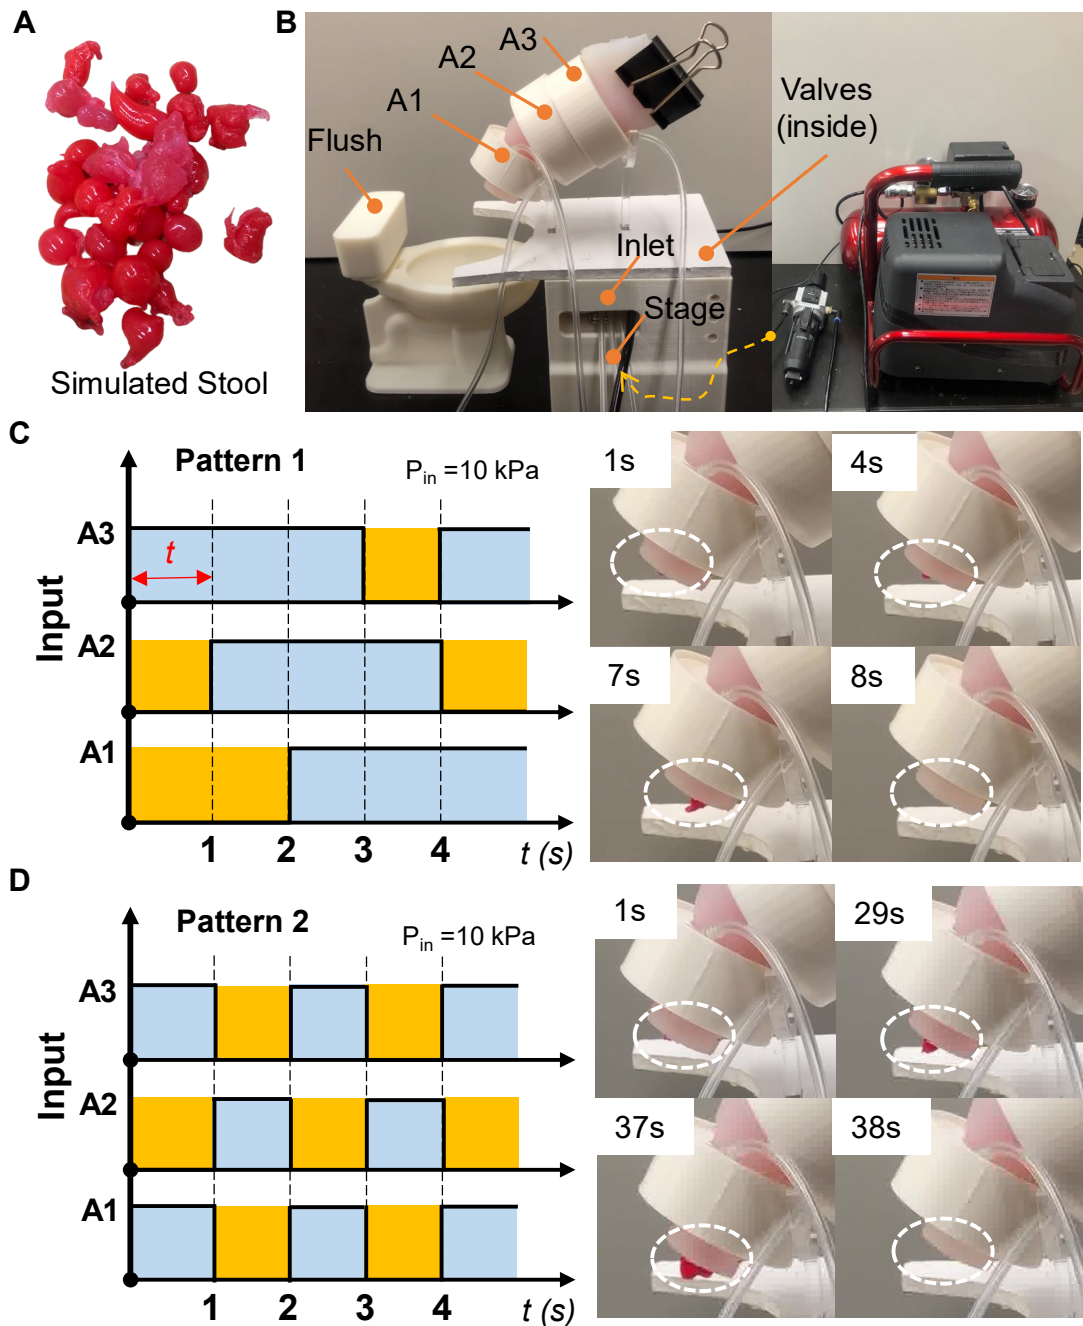 A
Simulated Stool
B
A3
A2
A1
Flush
Valves
(inside)
Inlet
Stage
C
Pattern 1
P_in =10 kPa
A3
t
A2
A1
Input
1 2 3 4 t (s)
1s
4s
7s
8s
D
Pattern 2
P_in =10 kPa
A3
A2
A1
Input
1 2 3 4 t (s)
1s
29s
37s
38s